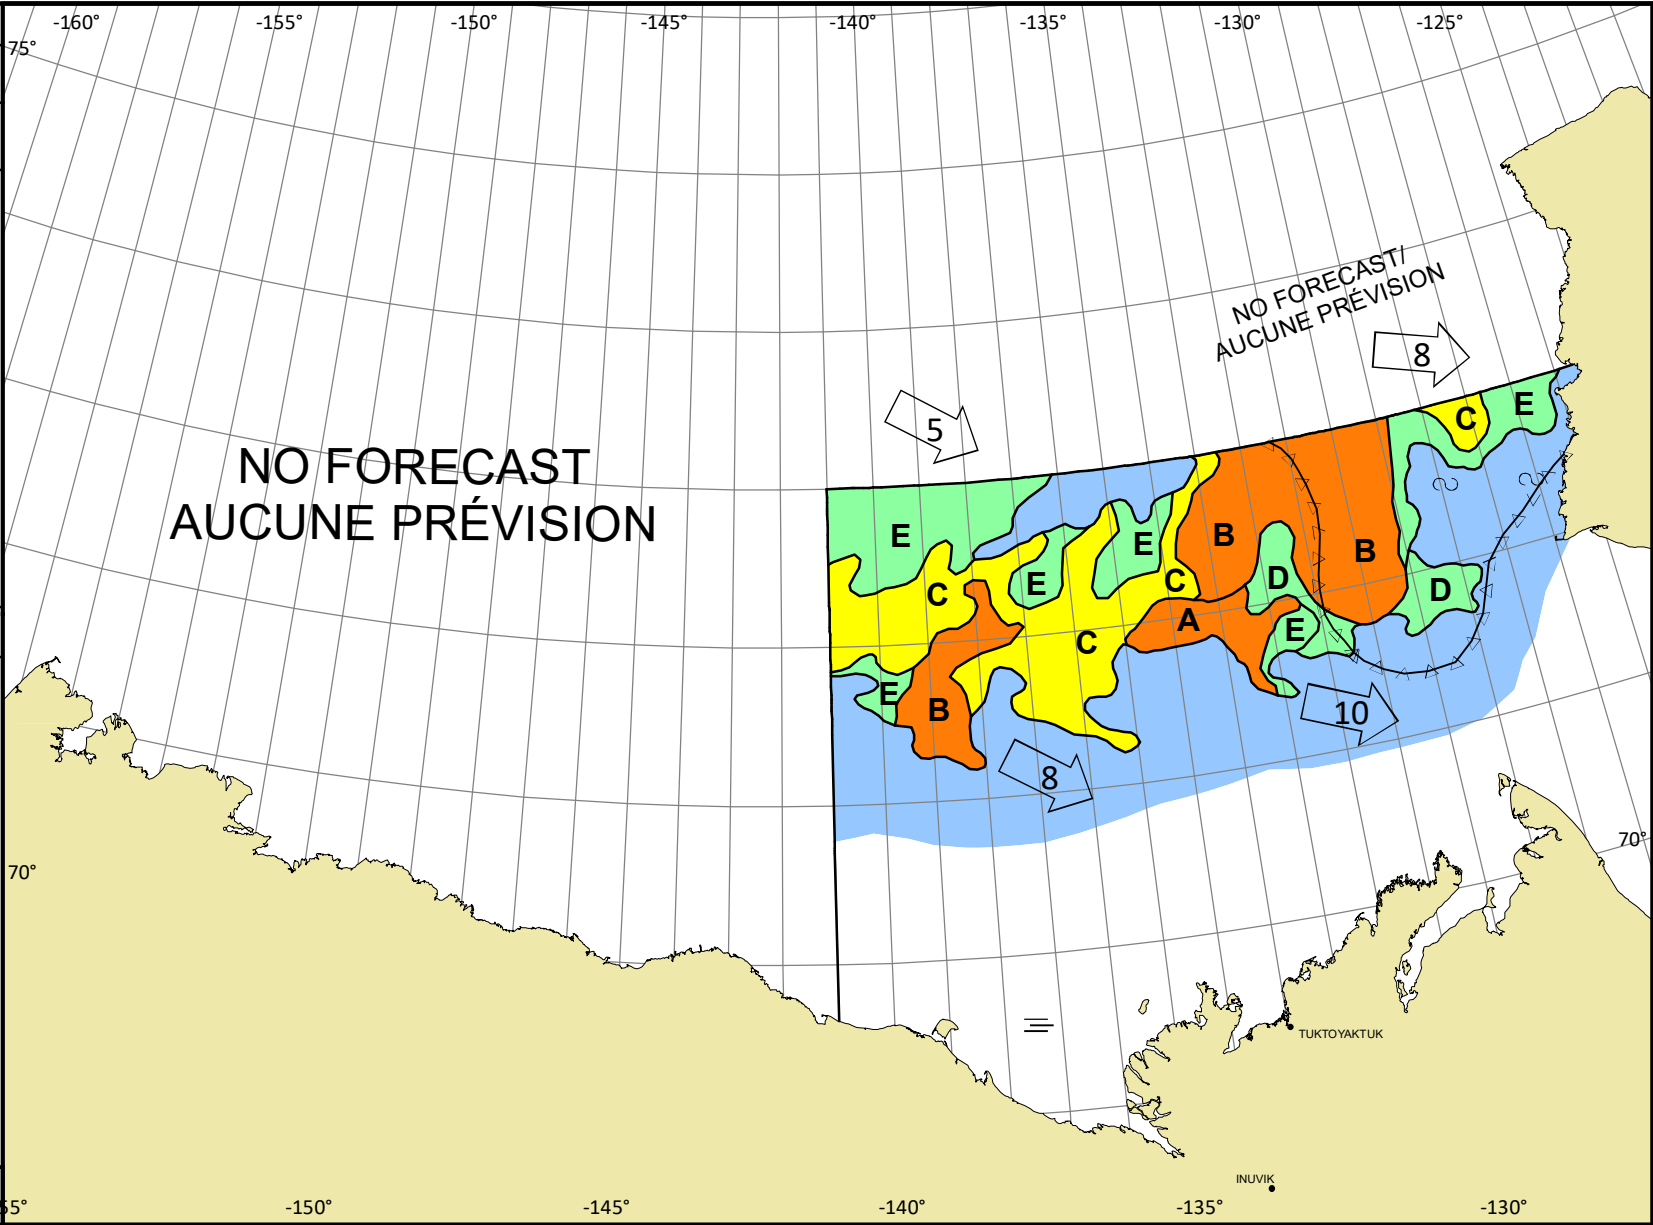 -160° -155° -150° -145° -140° -135° -130° -125°
75°
NO FORECAST/
AUCUNE PRÉVISION
8
5
C E
NO FORECAST
AUCUNE PRÉVISION
E E B B
C E C D D
C A E
E B
10
8
70° 70°
TUKTOYAKTUK
INUVIK
55° -150° -145° -140° -135° -130°